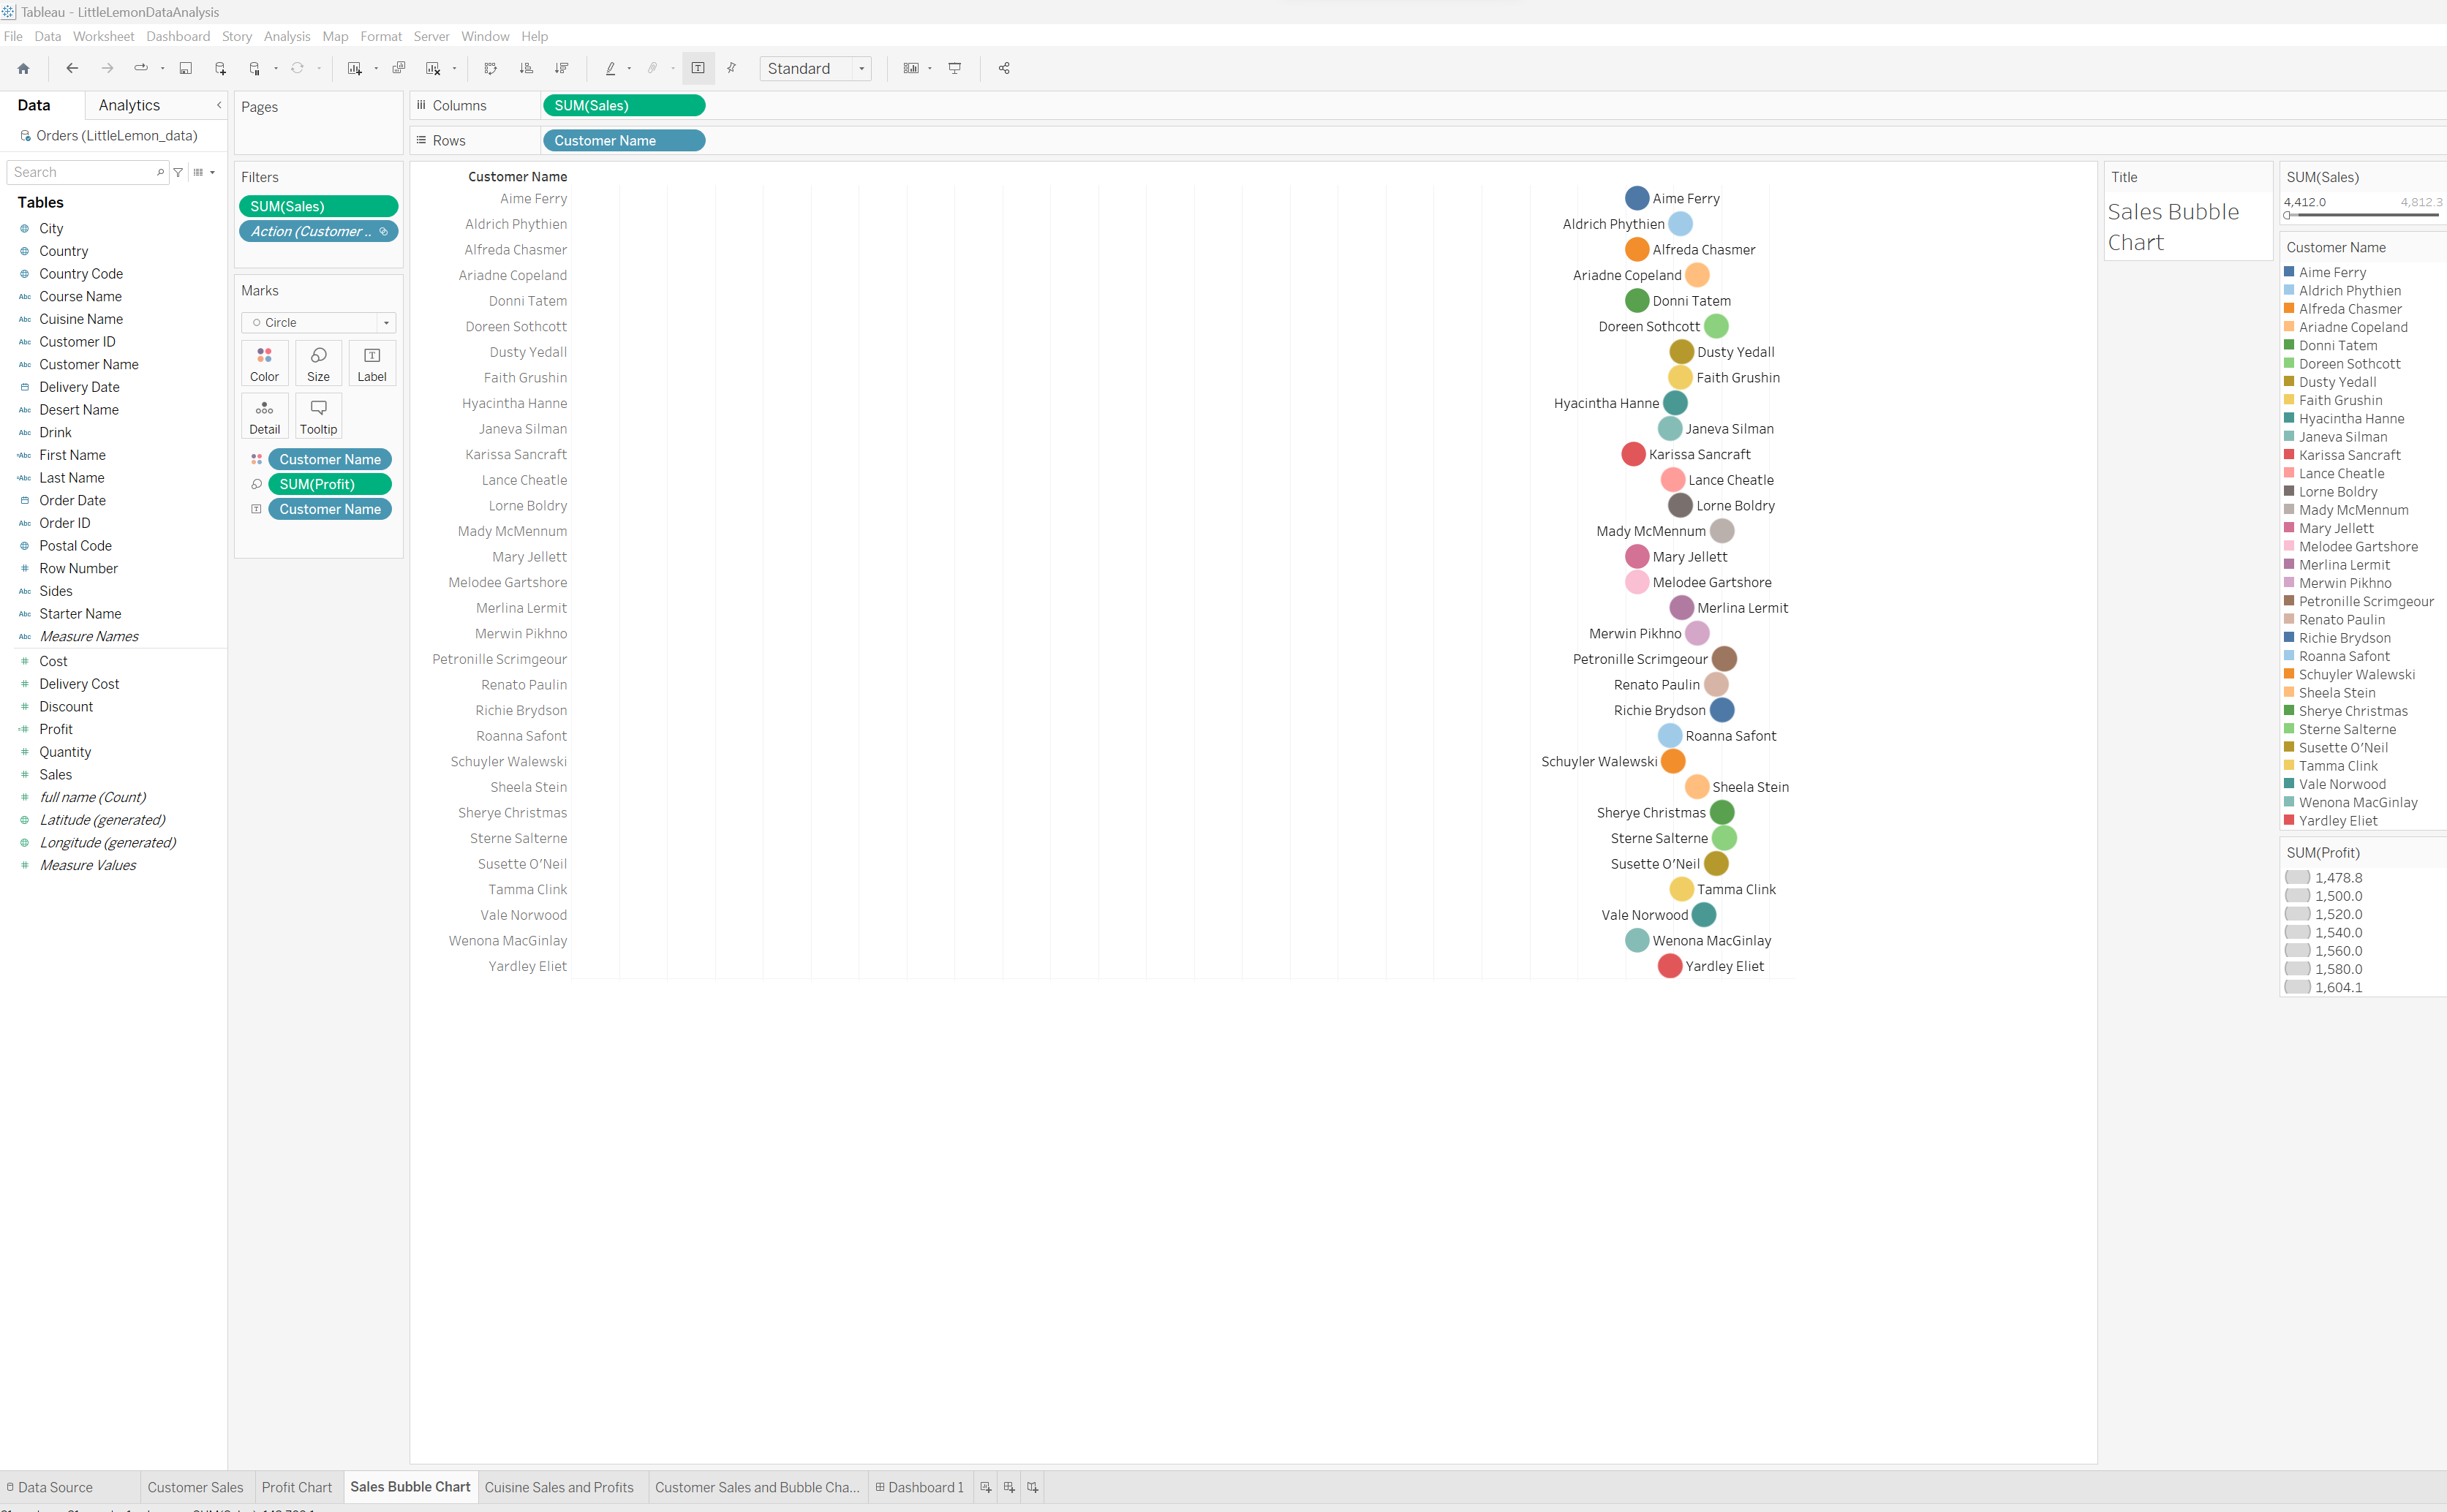 Tableau - LittleLemonDataAnalysis
File Data Worksheet Dashboard Story Analysis Map Format Server Window Help
Standard
Data Analytics
Orders (LittleLemon_data)
Search
Tables
City
Country
Country Code
Abc Course Name
Abc Cuisine Name
Abc Customer ID
Abc Customer Name
Delivery Date
Abc Desert Name
Abc Drink
=Abc First Name
=Abc Last Name
Order Date
Abc Order ID
Postal Code
# Row Number
Abc Sides
Abc Starter Name
Abc Measure Names
# Cost
# Delivery Cost
# Discount
=# Profit
# Quantity
# Sales
# full name (Count)
Latitude (generated)
Longitude (generated)
# Measure Values
Pages
Filters
SUM(Sales)
Action (Customer ..
Marks
Circle
Color Size Label
Detail Tooltip
Customer Name
SUM(Profit)
Customer Name
Columns SUM(Sales)
Rows Customer Name
Customer Name
Aime Ferry Aime Ferry
Aldrich Phythien Aldrich Phythien
Alfreda Chasmer Alfreda Chasmer
Ariadne Copeland Ariadne Copeland
Donni Tatem Donni Tatem
Doreen Sothcott Doreen Sothcott
Dusty Yedall Dusty Yedall
Faith Grushin Faith Grushin
Hyacintha Hanne Hyacintha Hanne
Janeva Silman Janeva Silman
Karissa Sancraft Karissa Sancraft
Lance Cheatle Lance Cheatle
Lorne Boldry Lorne Boldry
Mady McMennum Mady McMennum
Mary Jellett Mary Jellett
Melodee Gartshore Melodee Gartshore
Merlina Lermit Merlina Lermit
Merwin Pikhno Merwin Pikhno
Petronille Scrimgeour Petronille Scrimgeour
Renato Paulin Renato Paulin
Richie Brydson Richie Brydson
Roanna Safont Roanna Safont
Schuyler Walewski Schuyler Walewski
Sheela Stein Sheela Stein
Sherye Christmas Sherye Christmas
Sterne Salterne Sterne Salterne
Susette O’Neil Susette O’Neil
Tamma Clink Tamma Clink
Vale Norwood Vale Norwood
Wenona MacGinlay Wenona MacGinlay
Yardley Eliet Yardley Eliet
Title
Sales Bubble
Chart
SUM(Sales)
4,412.0 4,812.3
Customer Name
Aime Ferry
Aldrich Phythien
Alfreda Chasmer
Ariadne Copeland
Donni Tatem
Doreen Sothcott
Dusty Yedall
Faith Grushin
Hyacintha Hanne
Janeva Silman
Karissa Sancraft
Lance Cheatle
Lorne Boldry
Mady McMennum
Mary Jellett
Melodee Gartshore
Merlina Lermit
Merwin Pikhno
Petronille Scrimgeour
Renato Paulin
Richie Brydson
Roanna Safont
Schuyler Walewski
Sheela Stein
Sherye Christmas
Sterne Salterne
Susette O’Neil
Tamma Clink
Vale Norwood
Wenona MacGinlay
Yardley Eliet
SUM(Profit)
1,478.8
1,500.0
1,520.0
1,540.0
1,560.0
1,580.0
1,604.1
Data Source Customer Sales Profit Chart Sales Bubble Chart Cuisine Sales and Profits Customer Sales and Bubble Cha... Dashboard 1